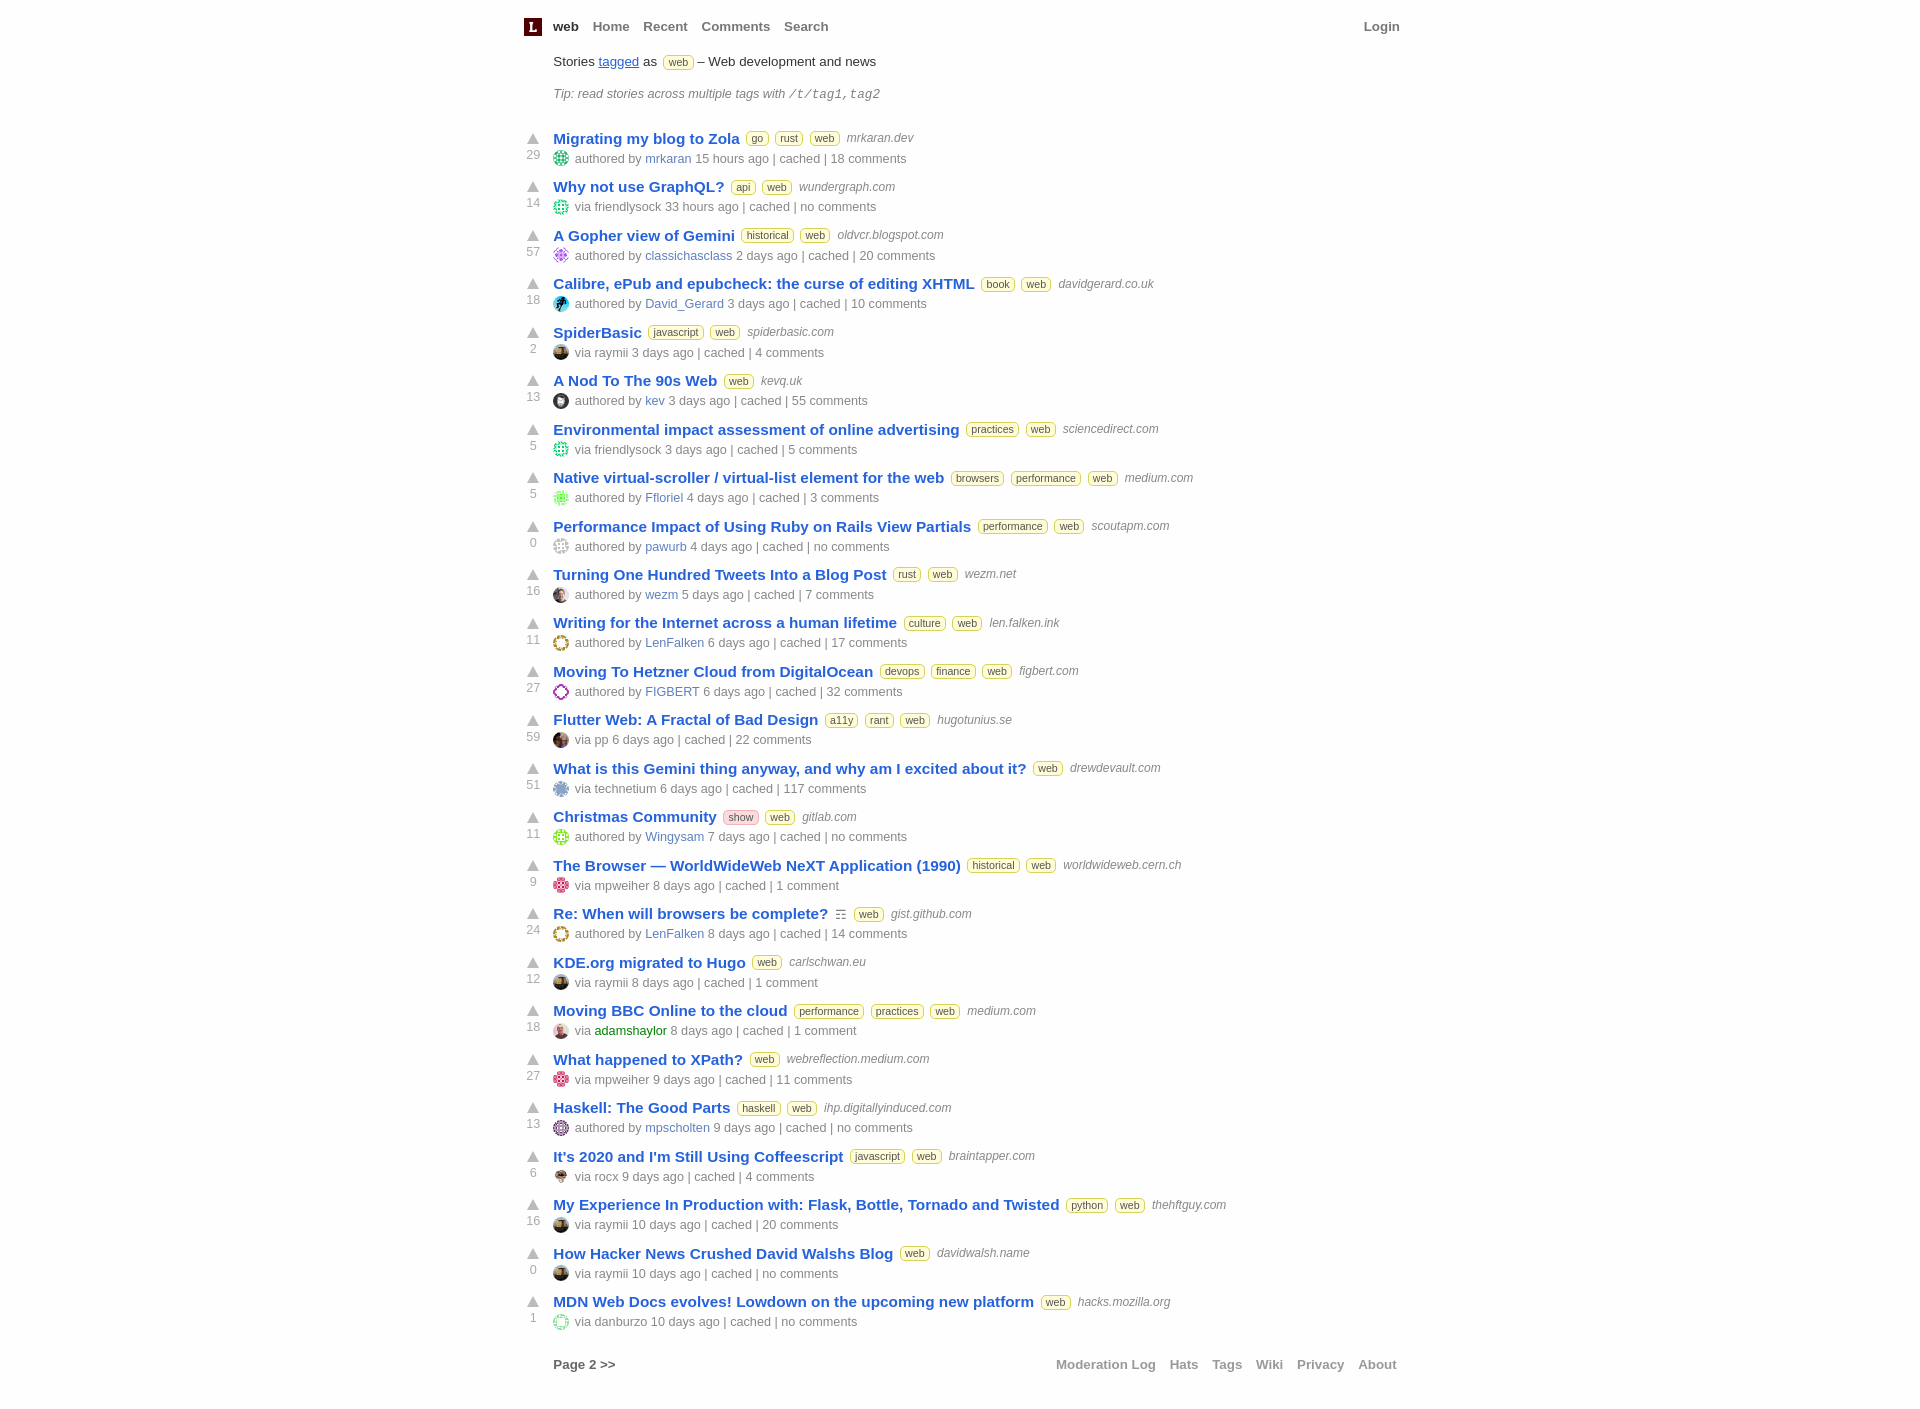 L web Home Recent Comments Search Login
Stories tagged as web – Web development and news
Tip: read stories across multiple tags with /t/tag1,tag2
Migrating my blog to Zola go rust web mrkaran.dev
29 authored by mrkaran 15 hours ago | cached | 18 comments
Why not use GraphQL? api web wundergraph.com
14 via friendlysock 33 hours ago | cached | no comments
A Gopher view of Gemini historical web oldvcr.blogspot.com
57 authored by classichasclass 2 days ago | cached | 20 comments
Calibre, ePub and epubcheck: the curse of editing XHTML book web davidgerard.co.uk
18 authored by David_Gerard 3 days ago | cached | 10 comments
SpiderBasic javascript web spiderbasic.com
2 via raymii 3 days ago | cached | 4 comments
A Nod To The 90s Web web kevq.uk
13 authored by kev 3 days ago | cached | 55 comments
Environmental impact assessment of online advertising practices web sciencedirect.com
5 via friendlysock 3 days ago | cached | 5 comments
Native virtual-scroller / virtual-list element for the web browsers performance web medium.com
5 authored by Ffloriel 4 days ago | cached | 3 comments
Performance Impact of Using Ruby on Rails View Partials performance web scoutapm.com
0 authored by pawurb 4 days ago | cached | no comments
Turning One Hundred Tweets Into a Blog Post rust web wezm.net
16 authored by wezm 5 days ago | cached | 7 comments
Writing for the Internet across a human lifetime culture web len.falken.ink
11 authored by LenFalken 6 days ago | cached | 17 comments
Moving To Hetzner Cloud from DigitalOcean devops finance web figbert.com
27 authored by FIGBERT 6 days ago | cached | 32 comments
Flutter Web: A Fractal of Bad Design a11y rant web hugotunius.se
59 via pp 6 days ago | cached | 22 comments
What is this Gemini thing anyway, and why am I excited about it? web drewdevault.com
51 via technetium 6 days ago | cached | 117 comments
Christmas Community show web gitlab.com
11 authored by Wingysam 7 days ago | cached | no comments
The Browser — WorldWideWeb NeXT Application (1990) historical web worldwideweb.cern.ch
9 via mpweiher 8 days ago | cached | 1 comment
Re: When will browsers be complete? ☶ web gist.github.com
24 authored by LenFalken 8 days ago | cached | 14 comments
KDE.org migrated to Hugo web carlschwan.eu
12 via raymii 8 days ago | cached | 1 comment
Moving BBC Online to the cloud performance practices web medium.com
18 via adamshaylor 8 days ago | cached | 1 comment
What happened to XPath? web webreflection.medium.com
27 via mpweiher 9 days ago | cached | 11 comments
Haskell: The Good Parts haskell web ihp.digitallyinduced.com
13 authored by mpscholten 9 days ago | cached | no comments
It's 2020 and I'm Still Using Coffeescript javascript web braintapper.com
6 via rocx 9 days ago | cached | 4 comments
My Experience In Production with: Flask, Bottle, Tornado and Twisted python web thehftguy.com
16 via raymii 10 days ago | cached | 20 comments
How Hacker News Crushed David Walshs Blog web davidwalsh.name
0 via raymii 10 days ago | cached | no comments
MDN Web Docs evolves! Lowdown on the upcoming new platform web hacks.mozilla.org
1 via danburzo 10 days ago | cached | no comments
Page 2 >> Moderation Log Hats Tags Wiki Privacy About